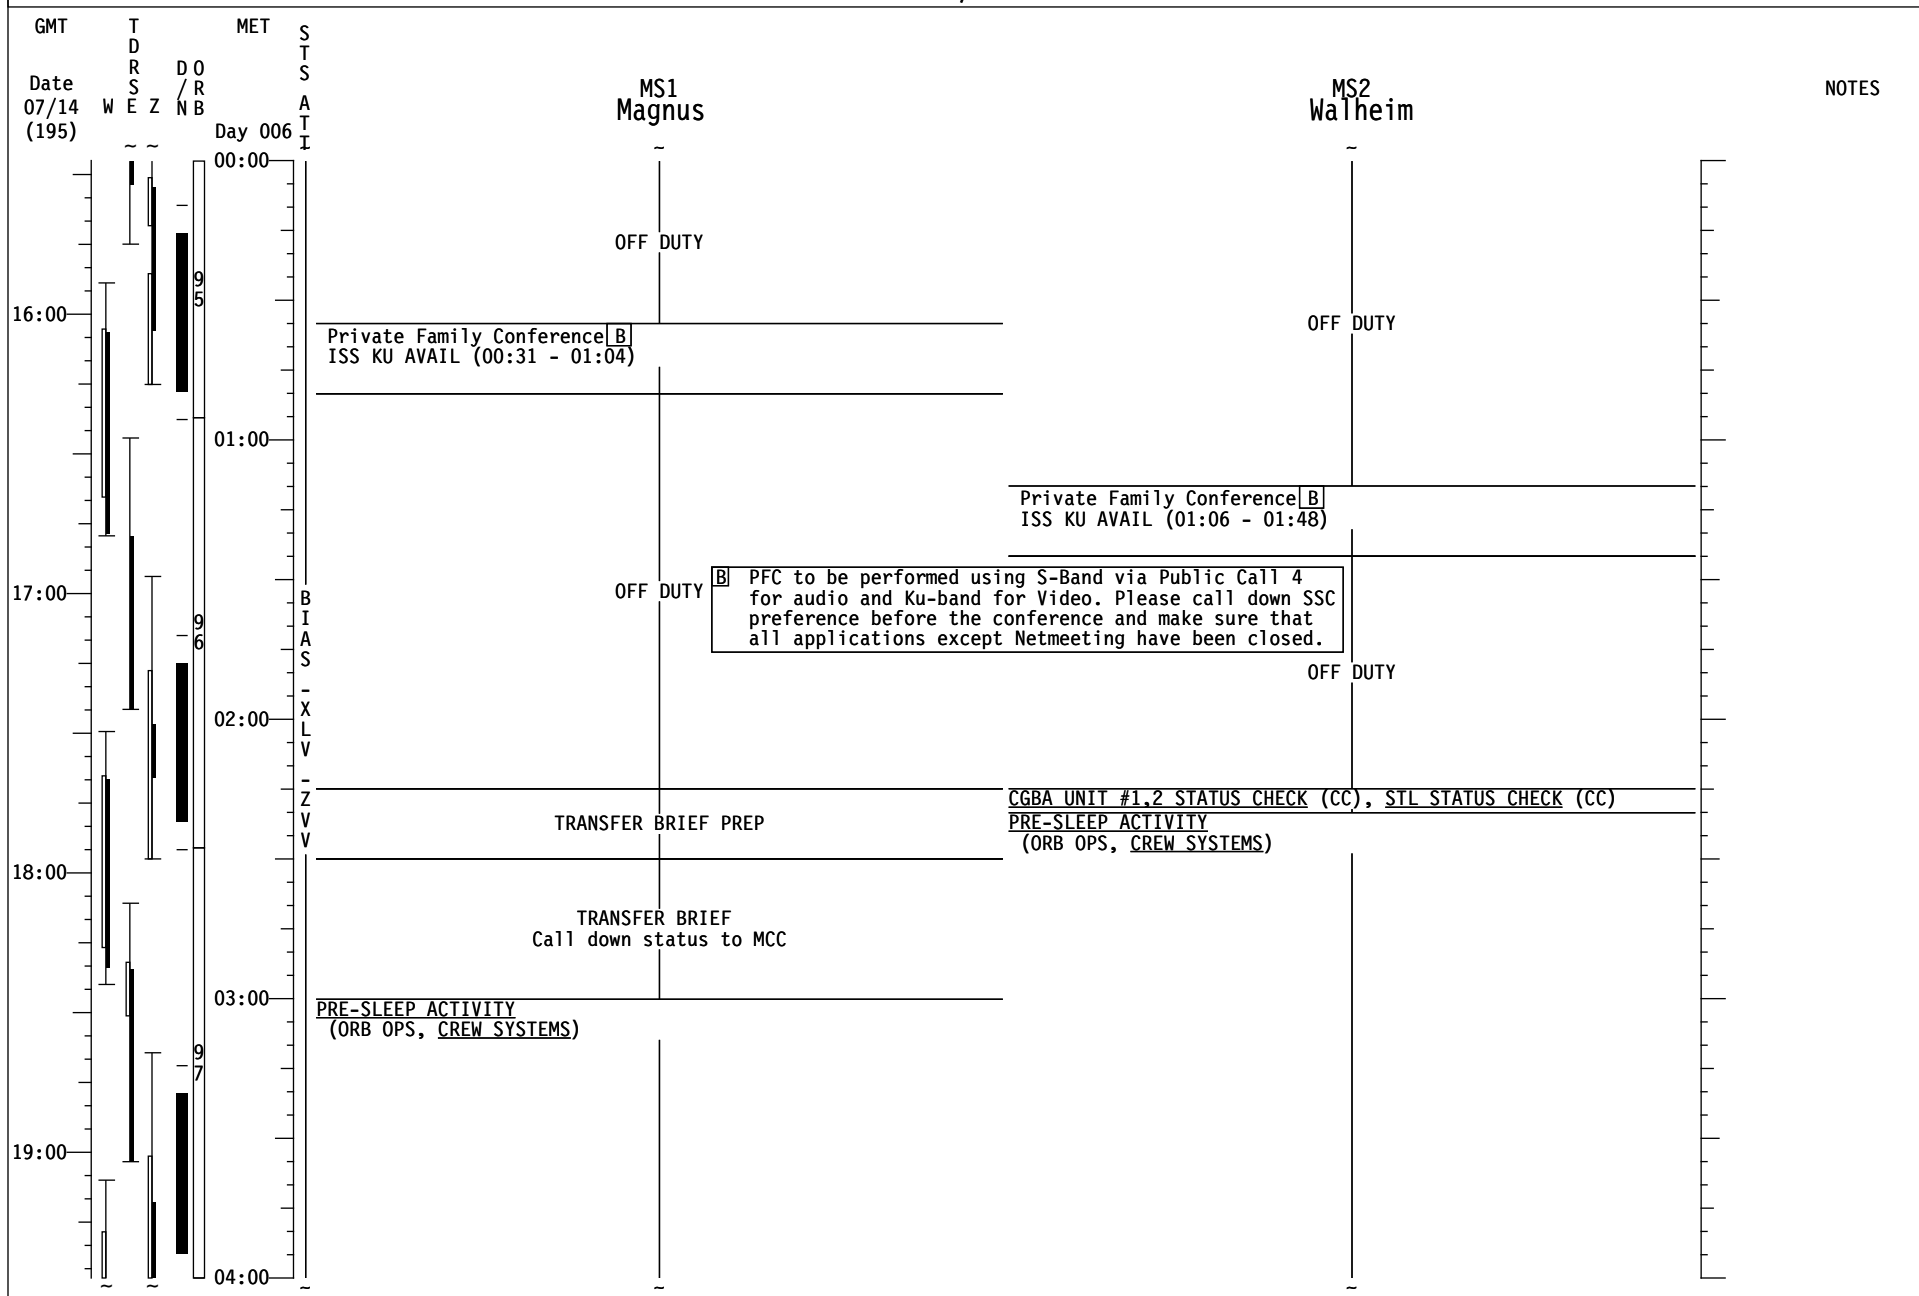 GMT
TDRS
MET
STS ATT
Date
07/14
(195)
W E Z
D/N
ORB
Day 006
MS1
Magnus
MS2
Walheim
NOTES
~ ~ ~ ~ ~
00:00
OFF DUTY
95
16:00
OFF DUTY
Private Family Conference B
ISS KU AVAIL (00:31 - 01:04)
01:00
Private Family Conference B
ISS KU AVAIL (01:06 - 01:48)
17:00
OFF DUTY
B PFC to be performed using S-Band via Public Call 4
for audio and Ku-band for Video. Please call down SSC
preference before the conference and make sure that
all applications except Netmeeting have been closed.
BIAS -XLV -ZVV
96
OFF DUTY
02:00
CGBA UNIT #1,2 STATUS CHECK (CC), STL STATUS CHECK (CC)
TRANSFER BRIEF PREP
PRE-SLEEP ACTIVITY
(ORB OPS, CREW SYSTEMS)
18:00
TRANSFER BRIEF
Call down status to MCC
03:00
PRE-SLEEP ACTIVITY
(ORB OPS, CREW SYSTEMS)
97
19:00
04:00
~ ~ ~ ~ ~